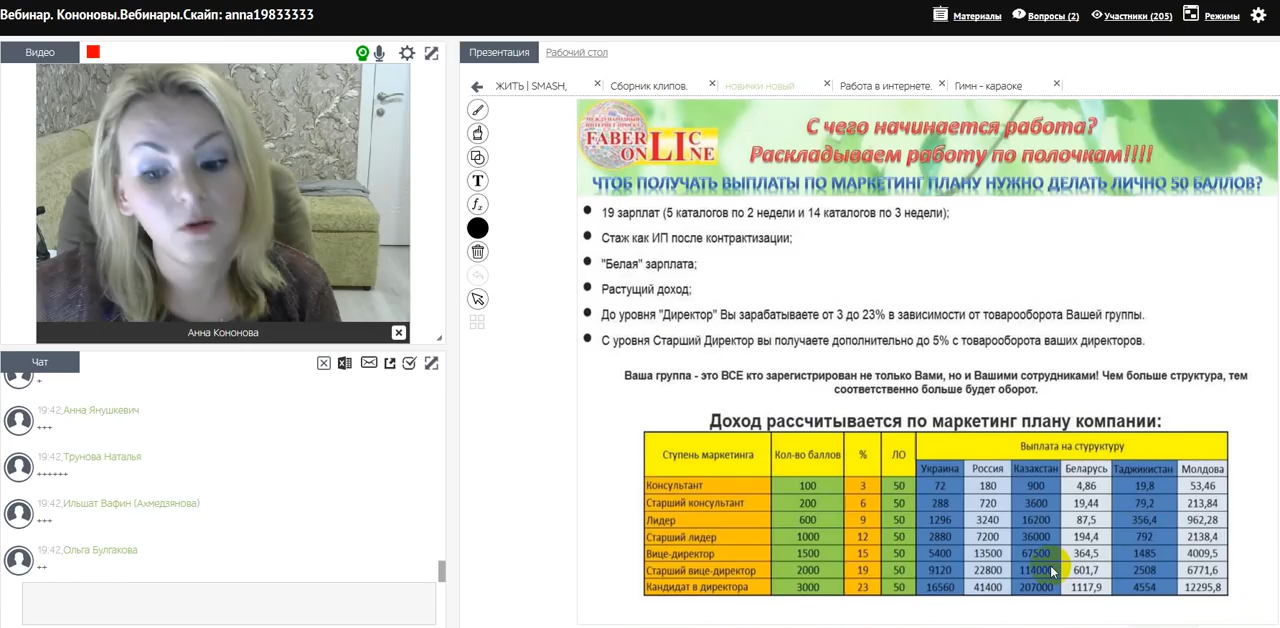 Вебинар. Кононовы.Вебинары.Скайп: anna19833333
Материалы Вопросы (2) Участники (205) Режимы
Видео
Анна Кононова
Чат
+
19:42, Анна Янушкевич
+++
19:42, Трунова Наталья
++++++
19:42, Ильшат Вафин (Ахмедзянова)
+++
19:42, Ольга Булгакова
++
Презентация Рабочий стол
ЖИТЬ | SMASH, Сборник клипов. новички новый Работа в интернете. Гимн – караоке
T
fx
МЕЖДУНАРОДНЫЙ
ИНТЕРНЕТ-ПРОЕКТ
FABERLIC
ONLINE
С чего начинается работа?
Раскладываем работу по полочкам!!!!
ЧТОБ ПОЛУЧАТЬ ВЫПЛАТЫ ПО МАРКЕТИНГ ПЛАНУ НУЖНО ДЕЛАТЬ ЛИЧНО 50 БАЛЛОВ?
19 зарплат (5 каталогов по 2 недели и 14 каталогов по 3 недели);
Стаж как ИП после контрактизации;
"Белая" зарплата;
Растущий доход;
До уровня "Директор" Вы зарабатываете от 3 до 23% в зависимости от товарооборота Вашей группы.
С уровня Старший Директор вы получаете дополнительно до 5% с товарооборота ваших директоров.
Ваша группа - это ВСЕ кто зарегистрирован не только Вами, но и Вашими сотрудниками! Чем больше структура, тем
соответственно больше будет оборот.
Доход рассчитывается по маркетинг плану компании:
Ступень маркетинга Кол-во баллов % ЛО Выплата на стуруктуру
Украина Россия Казахстан Беларусь Таджикистан Молдова
Консультант 100 3 50 72 180 900 4,86 19,8 53,46
Старший консультант 200 6 50 288 720 3600 19,44 79,2 213,84
Лидер 600 9 50 1296 3240 16200 87,5 356,4 962,28
Старший лидер 1000 12 50 2880 7200 36000 194,4 792 2138,4
Вице-директор 1500 15 50 5400 13500 67500 364,5 1485 4009,5
Старший вице-директор 2000 19 50 9120 22800 114000 601,7 2508 6771,6
Кандидат в директора 3000 23 50 16560 41400 207000 1117,9 4554 12295,8